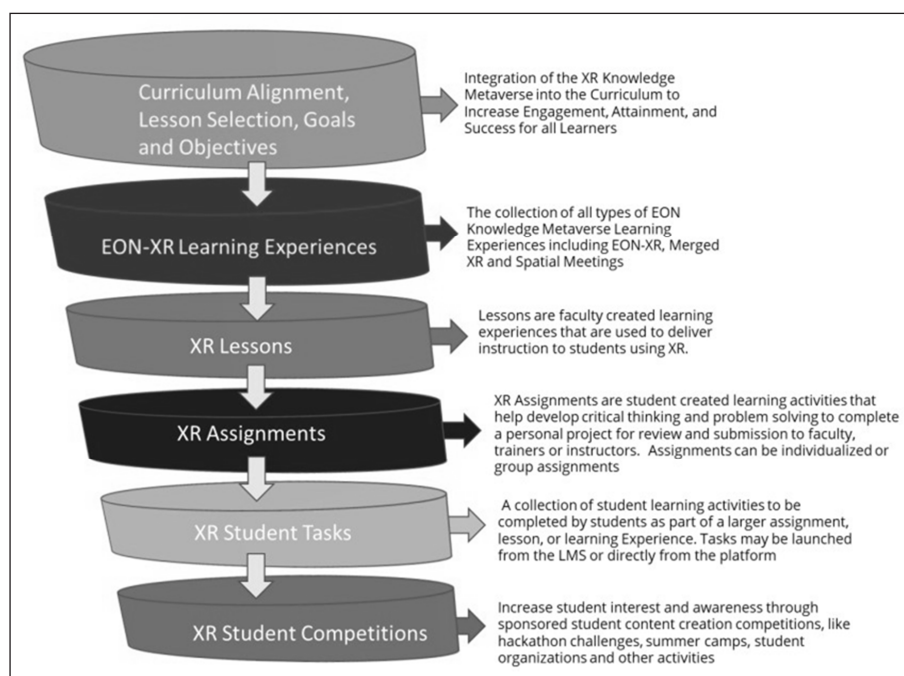 Curriculum Alignment,
Lesson Selection, Goals
and Objectives
Integration of the XR Knowledge
Metaverse into the Curriculum to
Increase Engagement, Attainment, and
Success for all Learners
EON-XR Learning Experiences
The collection of all types of EON
Knowledge Metaverse Learning
Experiences including EON-XR, Merged
XR and Spatial Meetings
XR Lessons
Lessons are faculty created learning
experiences that are used to deliver
instruction to students using XR.
XR Assignments
XR Assignments are student created learning activities that
help develop critical thinking and problem solving to complete
a personal project for review and submission to faculty,
trainers or instructors.  Assignments can be individualized or
group assignments
XR Student Tasks
A collection of student learning activities to be
completed by students as part of a larger assignment,
lesson, or learning Experience. Tasks may be launched
from the LMS or directly from the platform
XR Student Competitions
Increase student interest and awareness through
sponsored student content creation competitions, like
hackathon challenges, summer camps, student
organizations and other activities